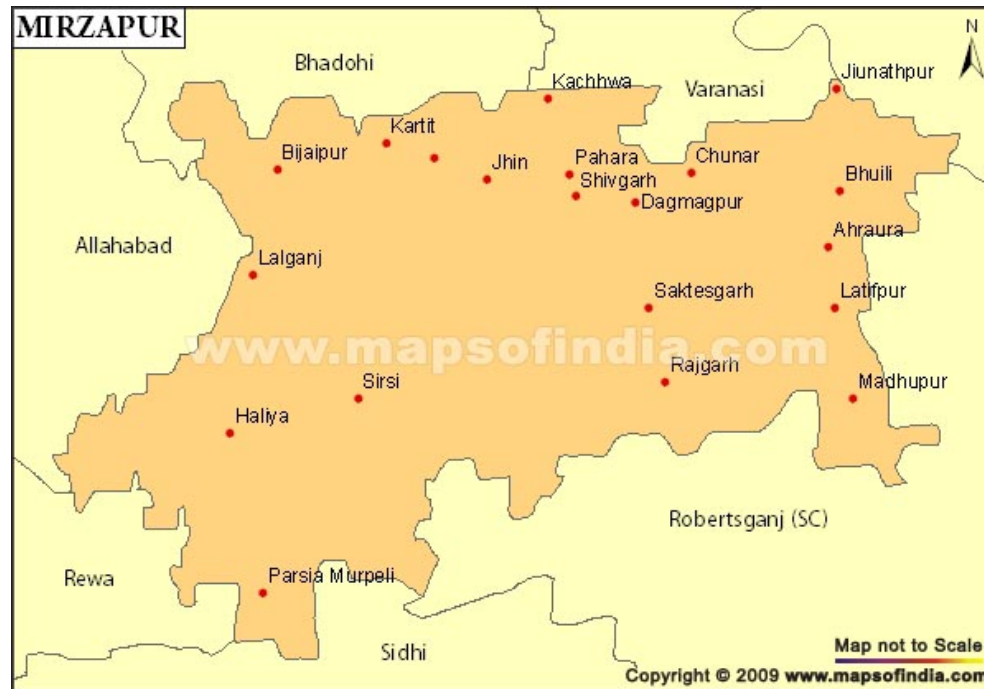 MIRZAPUR
N
Bhadohi
Kachhwa
Varanasi
Jiunathpur
Kartit
Bijaipur
Jhin
Pahara
Shivgarh
Chunar
Dagmagpur
Bhuili
Allahabad
Lalganj
Ahraura
Saktesgarh
Latifpur
www.mapsofindia.com
Rajgarh
Sirsi
Madhupur
Haliya
Robertsganj (SC)
Rewa
Parsia Murpeli
Sidhi
Map not to Scale
Copyright © 2009 www.mapsofindia.com